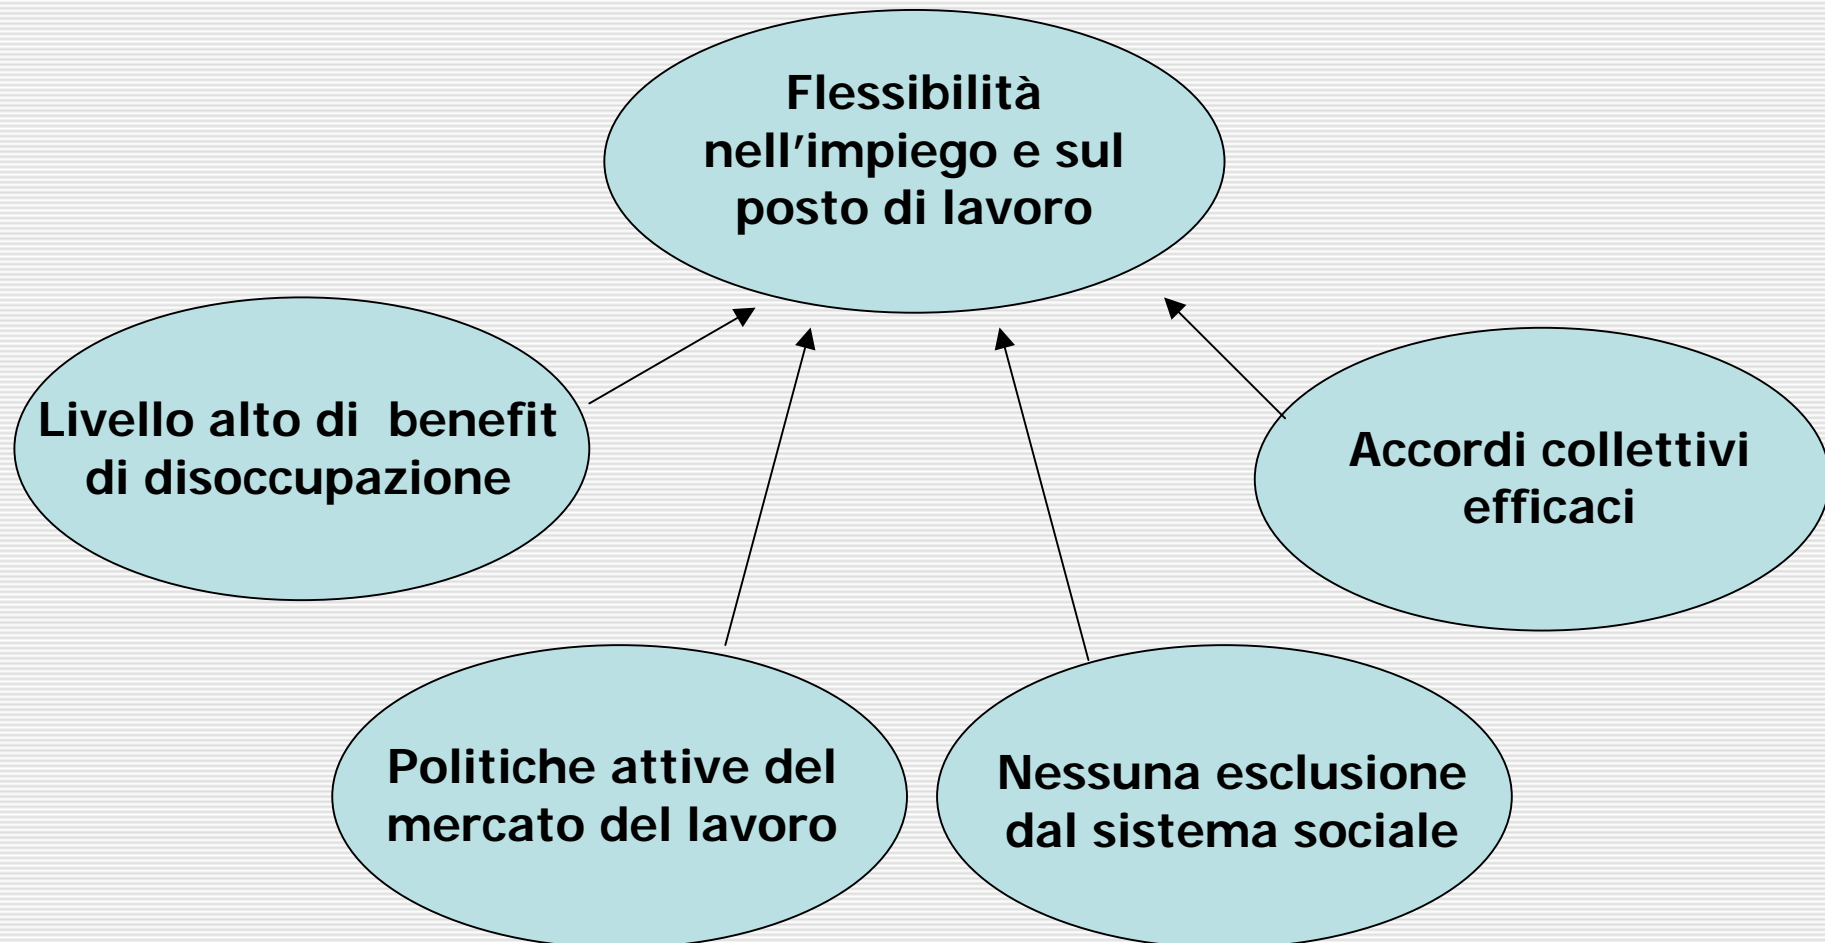 Flessibilità
nell’impiego e sul
posto di lavoro
Livello alto di  benefit
di disoccupazione
Accordi collettivi
efficaci
Politiche attive del
mercato del lavoro
Nessuna esclusione
dal sistema sociale